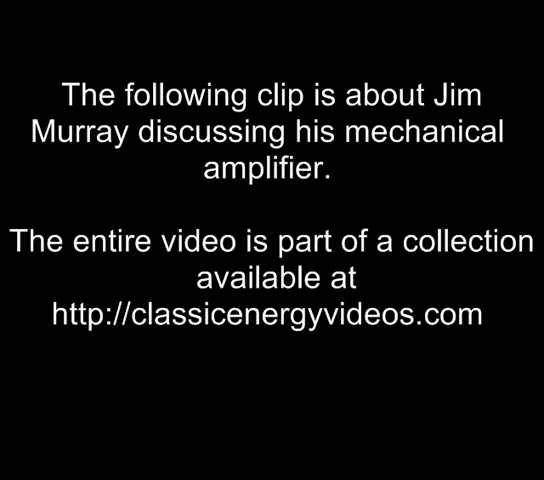 The following clip is about Jim
Murray discussing his mechanical
amplifier.
The entire video is part of a collection
available at
http://classicenergyvideos.com